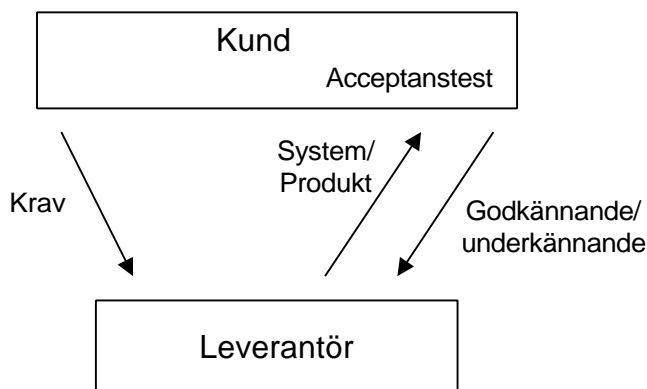 Kund
Acceptanstest
System/
Produkt
Krav
Godkännande/
underkännande
Leverantör